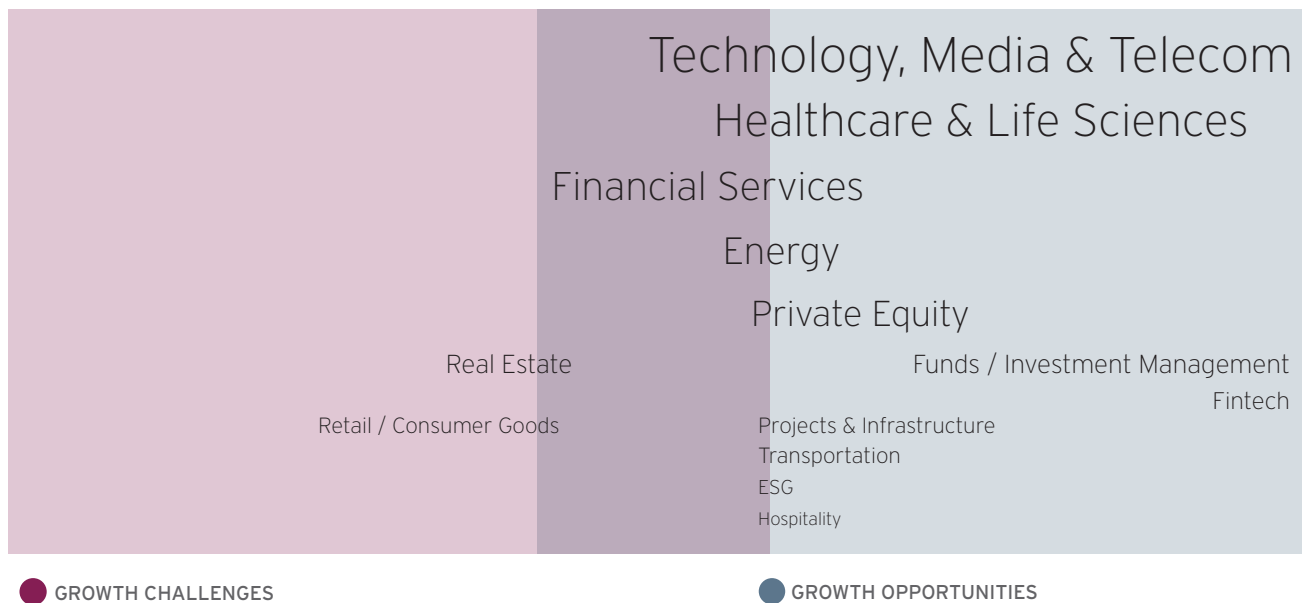 Technology, Media & Telecom
Healthcare & Life Sciences
Financial Services
Energy
Private Equity
Real Estate
Funds / Investment Management
Fintech
Retail / Consumer Goods
Projects & Infrastructure
Transportation
ESG
Hospitality
GROWTH CHALLENGES
GROWTH OPPORTUNITIES